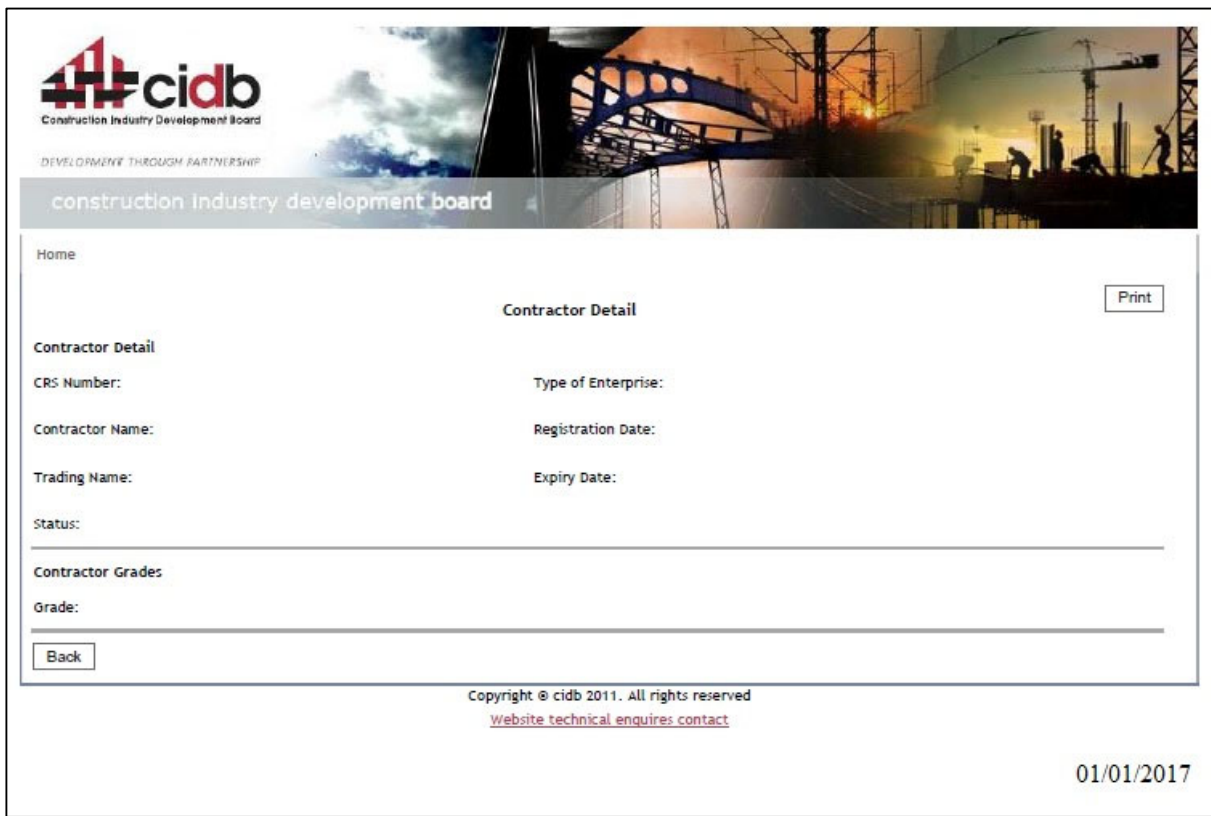 cidb
Construction Industry Development Board
DEVELOPMENT THROUGH PARTNERSHIP
construction industry development board
Home
Print
Contractor Detail
Contractor Detail
CRS Number: Type of Enterprise:
Contractor Name: Registration Date:
Trading Name: Expiry Date:
Status:
Contractor Grades
Grade:
Back
Copyright © cidb 2011. All rights reserved
Website technical enquires contact
01/01/2017